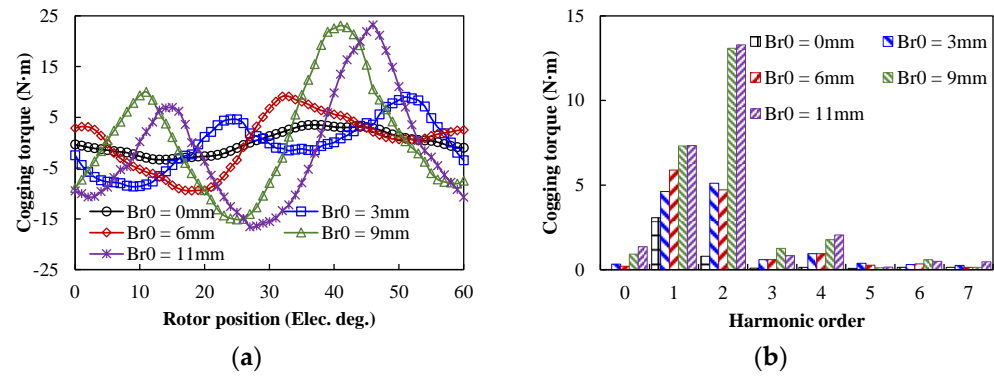 25
15
5
-5
-15
-25
Cogging torque (N·m)
0 10 20 30 40 50 60
Rotor position (Elec. deg.)
Br0 = 0mm
Br0 = 3mm
Br0 = 6mm
Br0 = 9mm
Br0 = 11mm
(a)
15
10
5
0
Cogging torque (N·m)
0 1 2 3 4 5 6 7
Harmonic order
Br0 = 0mm
Br0 = 3mm
Br0 = 6mm
Br0 = 9mm
Br0 = 11mm
(b)